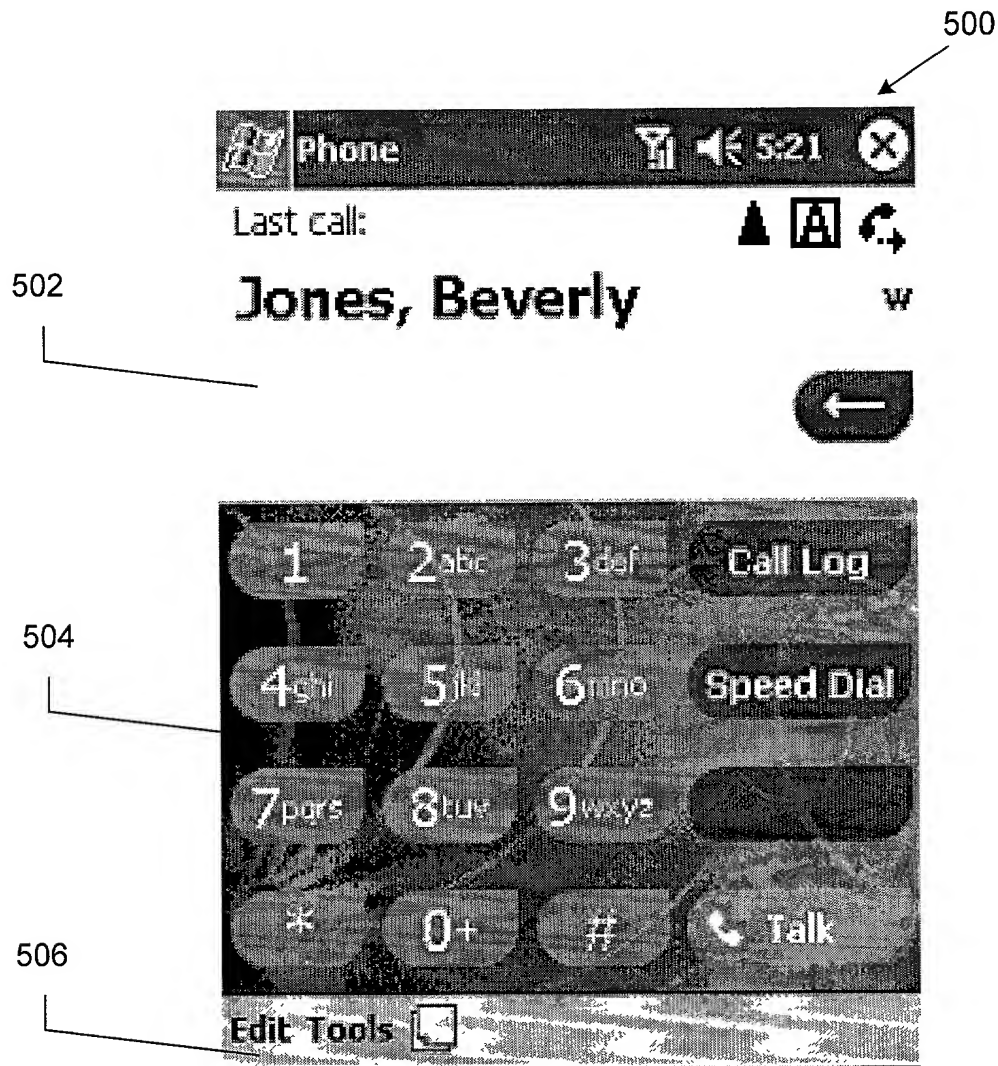 500
Phone 5:21
Last call: A
502
Jones, Beverly w
1 2abc 3def Call Log
504
4ghi 5jkl 6mno Speed Dial
7pqrs 8tuv 9wxyz
* 0+ # Talk
506
Edit Tools